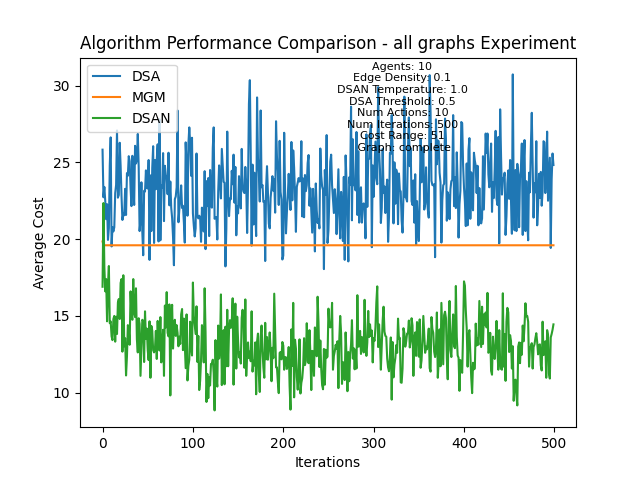 Algorithm Performance Comparison - all graphs Experiment
DSA
MGM
DSAN
Agents: 10
Edge Density: 0.1
DSAN Temperature: 1.0
DSA Threshold: 0.5
Num Actions: 10
Num Iterations: 500
Cost Range: 51
Graph: complete
Average Cost
30
25
20
15
10
0
100
200
300
400
500
Iterations